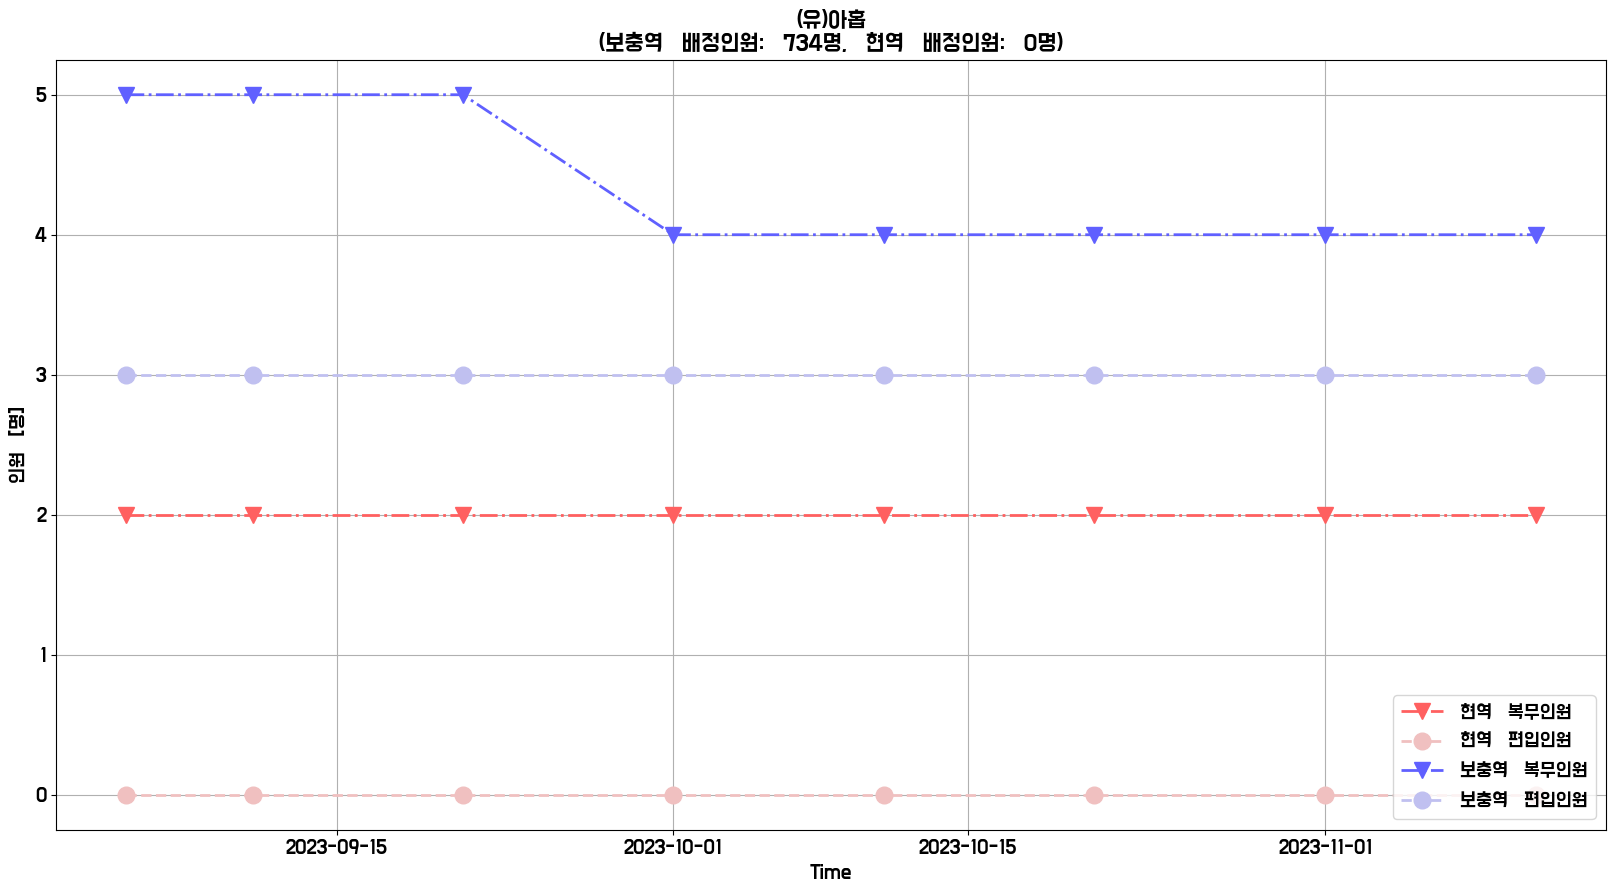 (유)아홉
(보충역 배정인원: 734명, 현역 배정인원: 0명)
5
4
3
2
1
0
인원 [명]
2023-09-15
2023-10-01
2023-10-15
2023-11-01
Time
현역 복무인원
현역 편입인원
보충역 복무인원
보충역 편입인원